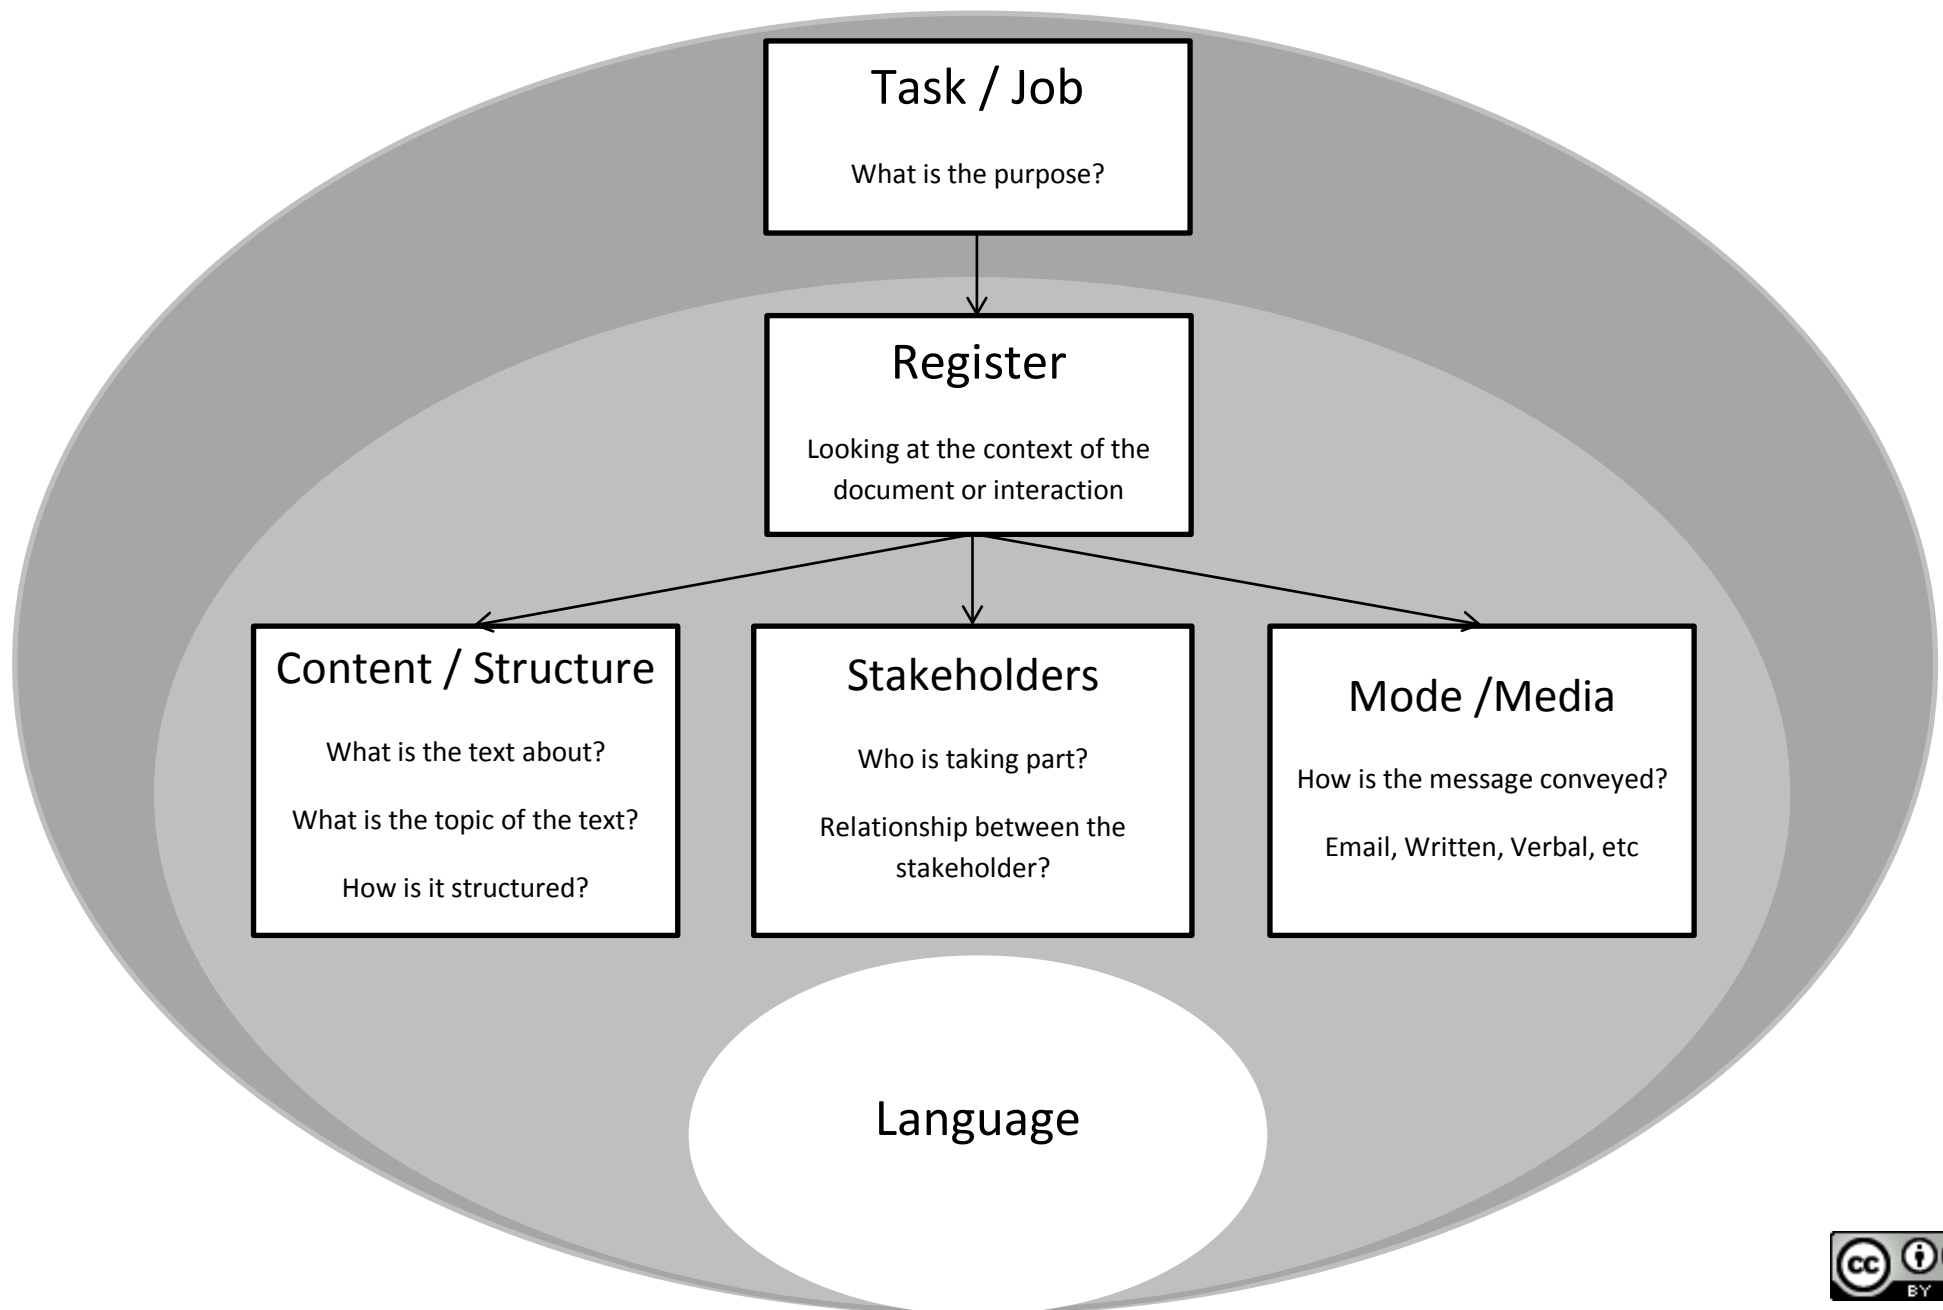 Task / Job
What is the purpose?
Register
Looking at the context of the
document or interaction
Content / Structure
What is the text about?
What is the topic of the text?
How is it structured?
Stakeholders
Who is taking part?
Relationship between the
stakeholder?
Mode /Media
How is the message conveyed?
Email, Written, Verbal, etc
Language
cc
BY